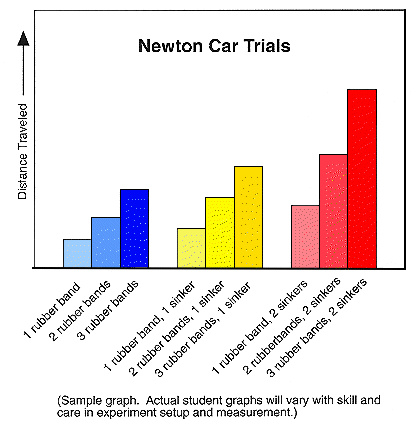 Newton Car Trials
Distance Traveled
1 rubber band
2 rubber bands
3 rubber bands
1 rubber band, 1 sinker
2 rubber bands, 1 sinker
3 rubber bands, 1 sinker
1 rubber band, 2 sinkers
2 rubberbands, 2 sinkers
3 rubber bands, 2 sinkers
(Sample graph. Actual student graphs will vary with skill and
care in experiment setup and measurement.)